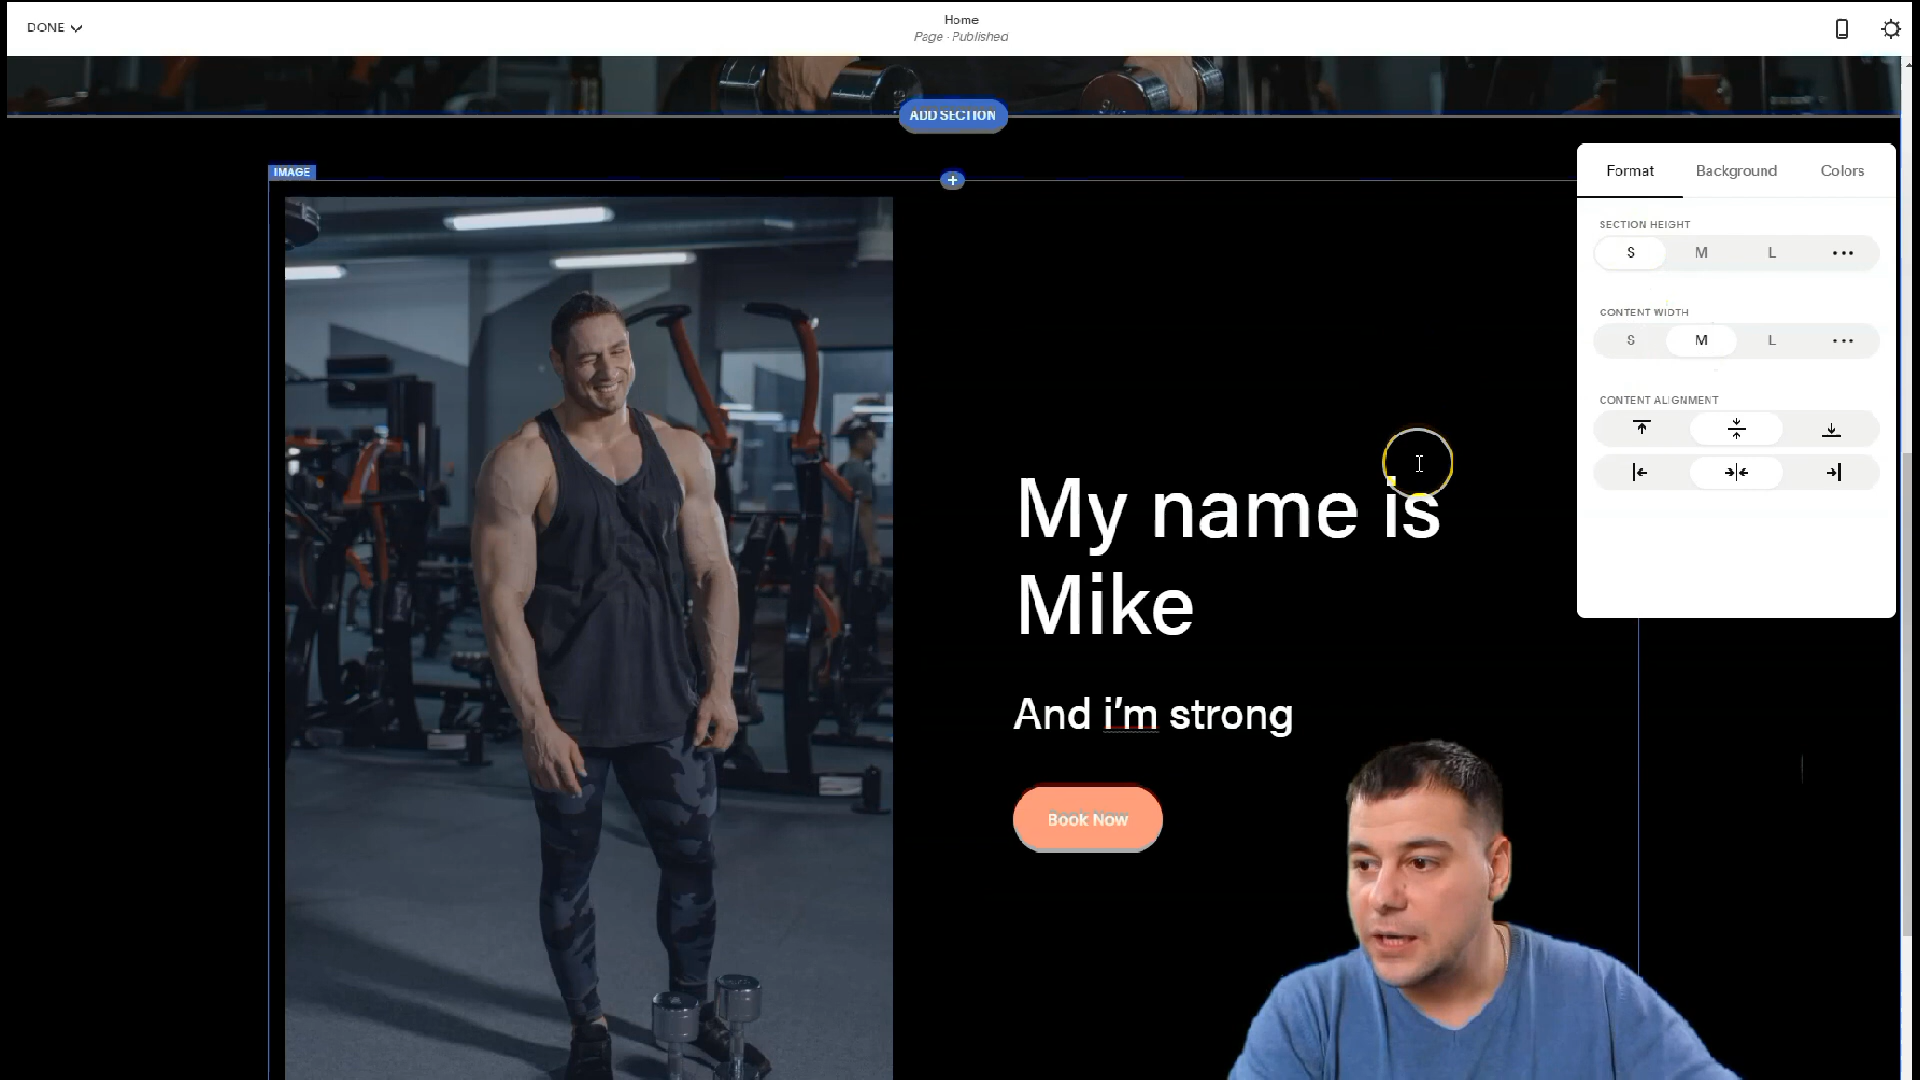 DONE
Home
Page · Published
ADD SECTION
IMAGE
Format Background Colors
SECTION HEIGHT
S M L
CONTENT WIDTH
S M L
CONTENT ALIGNMENT
My name is
Mike
And i’m strong
Book Now